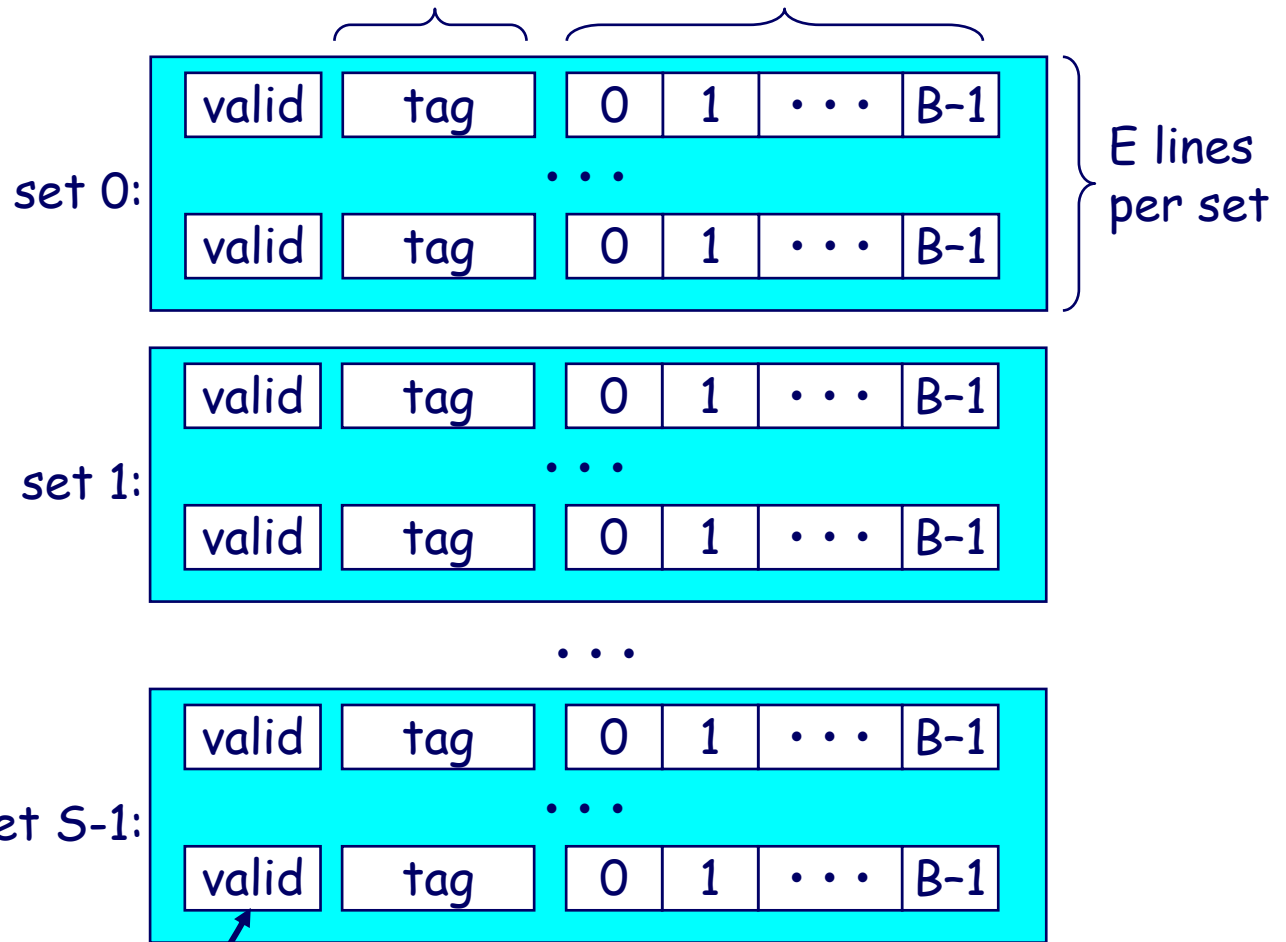 valid tag 0 1 • • • B–1
E lines
per set
set 0:
• • •
valid tag 0 1 • • • B–1
valid tag 0 1 • • • B–1
set 1:
• • •
valid tag 0 1 • • • B–1
• • •
valid tag 0 1 • • • B–1
et S-1:
• • •
valid tag 0 1 • • • B–1